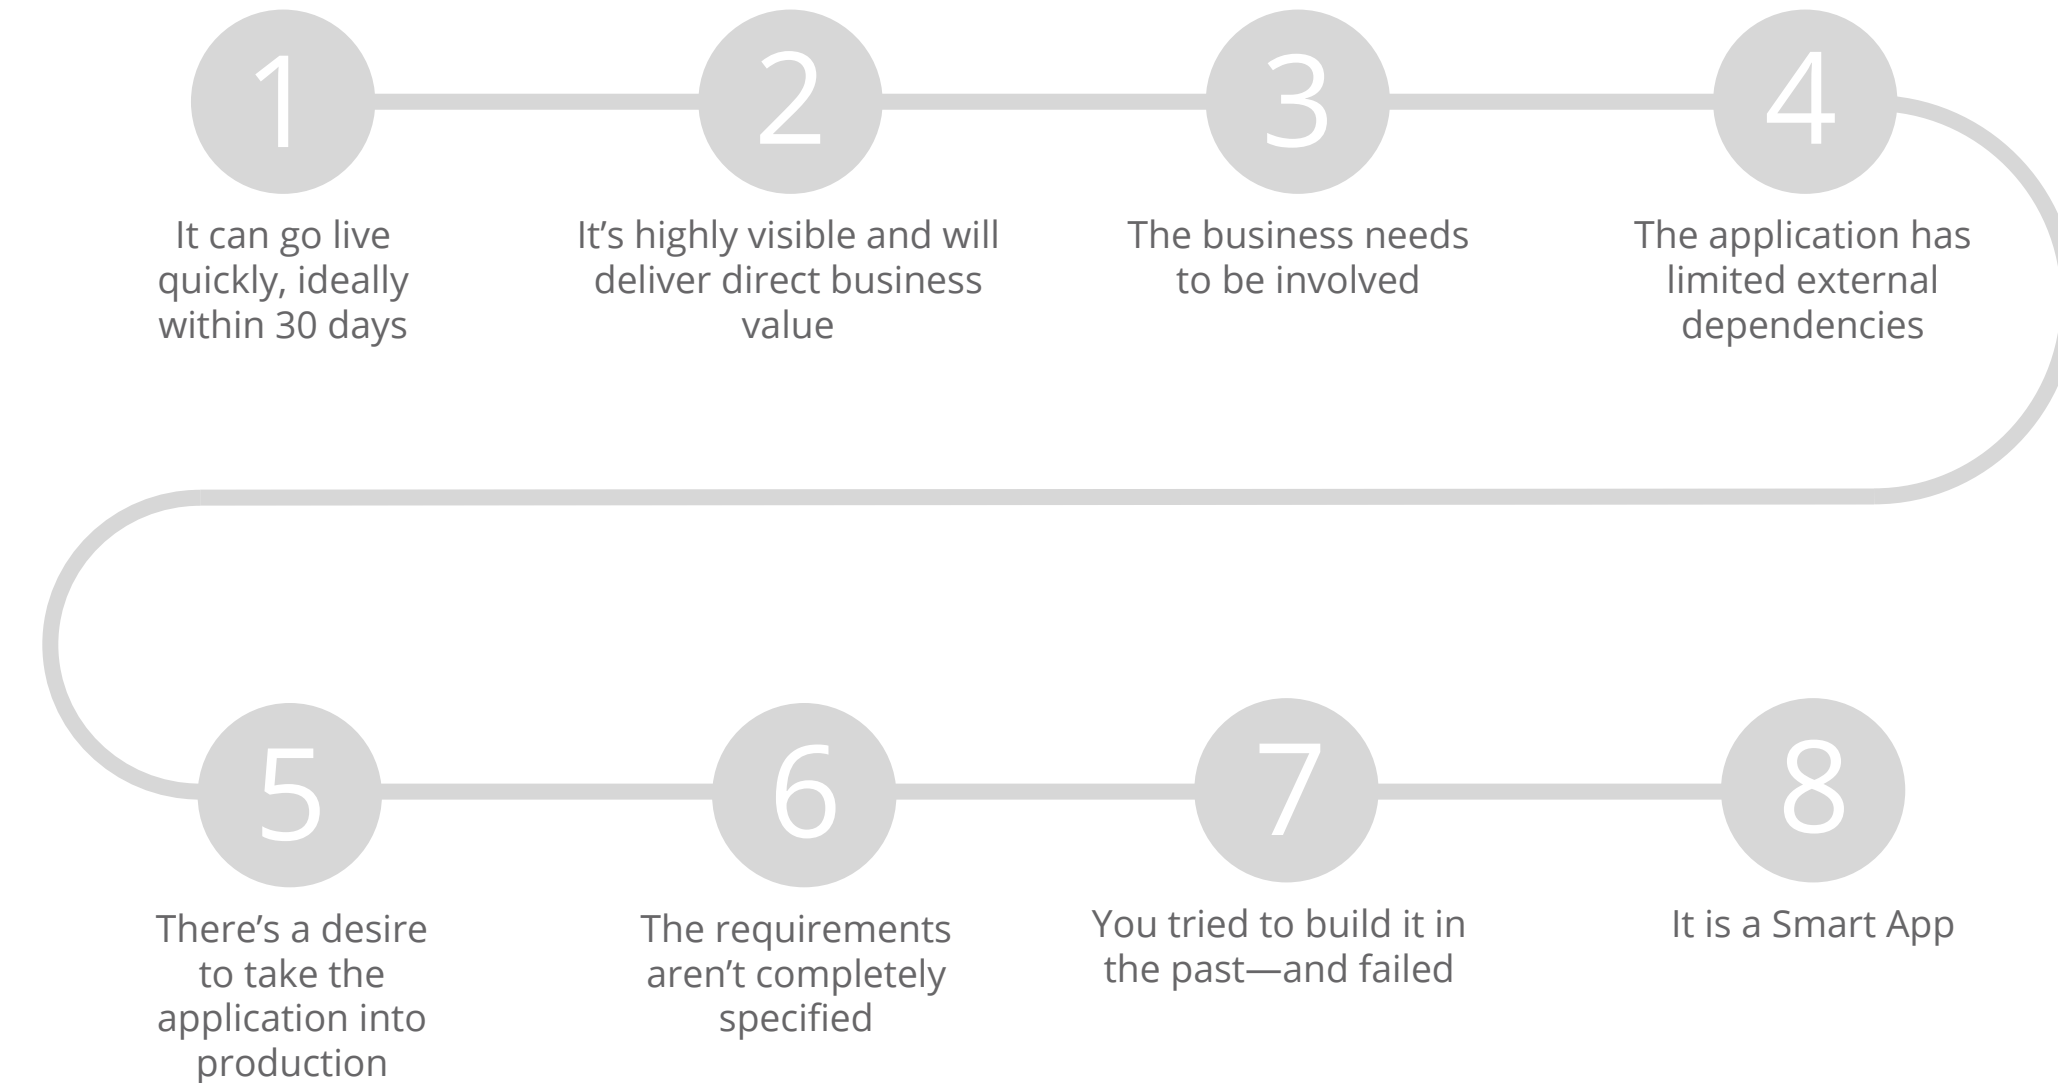 1
It can go live
quickly, ideally
within 30 days
2
It’s highly visible and will
deliver direct business
value
3
The business needs
to be involved
4
The application has
limited external
dependencies
5
There’s a desire
to take the
application into
production
6
The requirements
aren’t completely
specified
7
You tried to build it in
the past—and failed
8
It is a Smart App